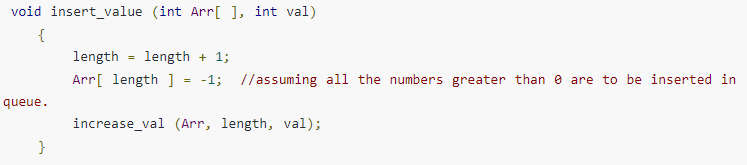 void insert_value (int Arr[ ], int val)
{
length = length + 1;
Arr[ length ] = -1;  //assuming all the numbers greater than 0 are to be inserted in
queue.
increase_val (Arr, length, val);
}